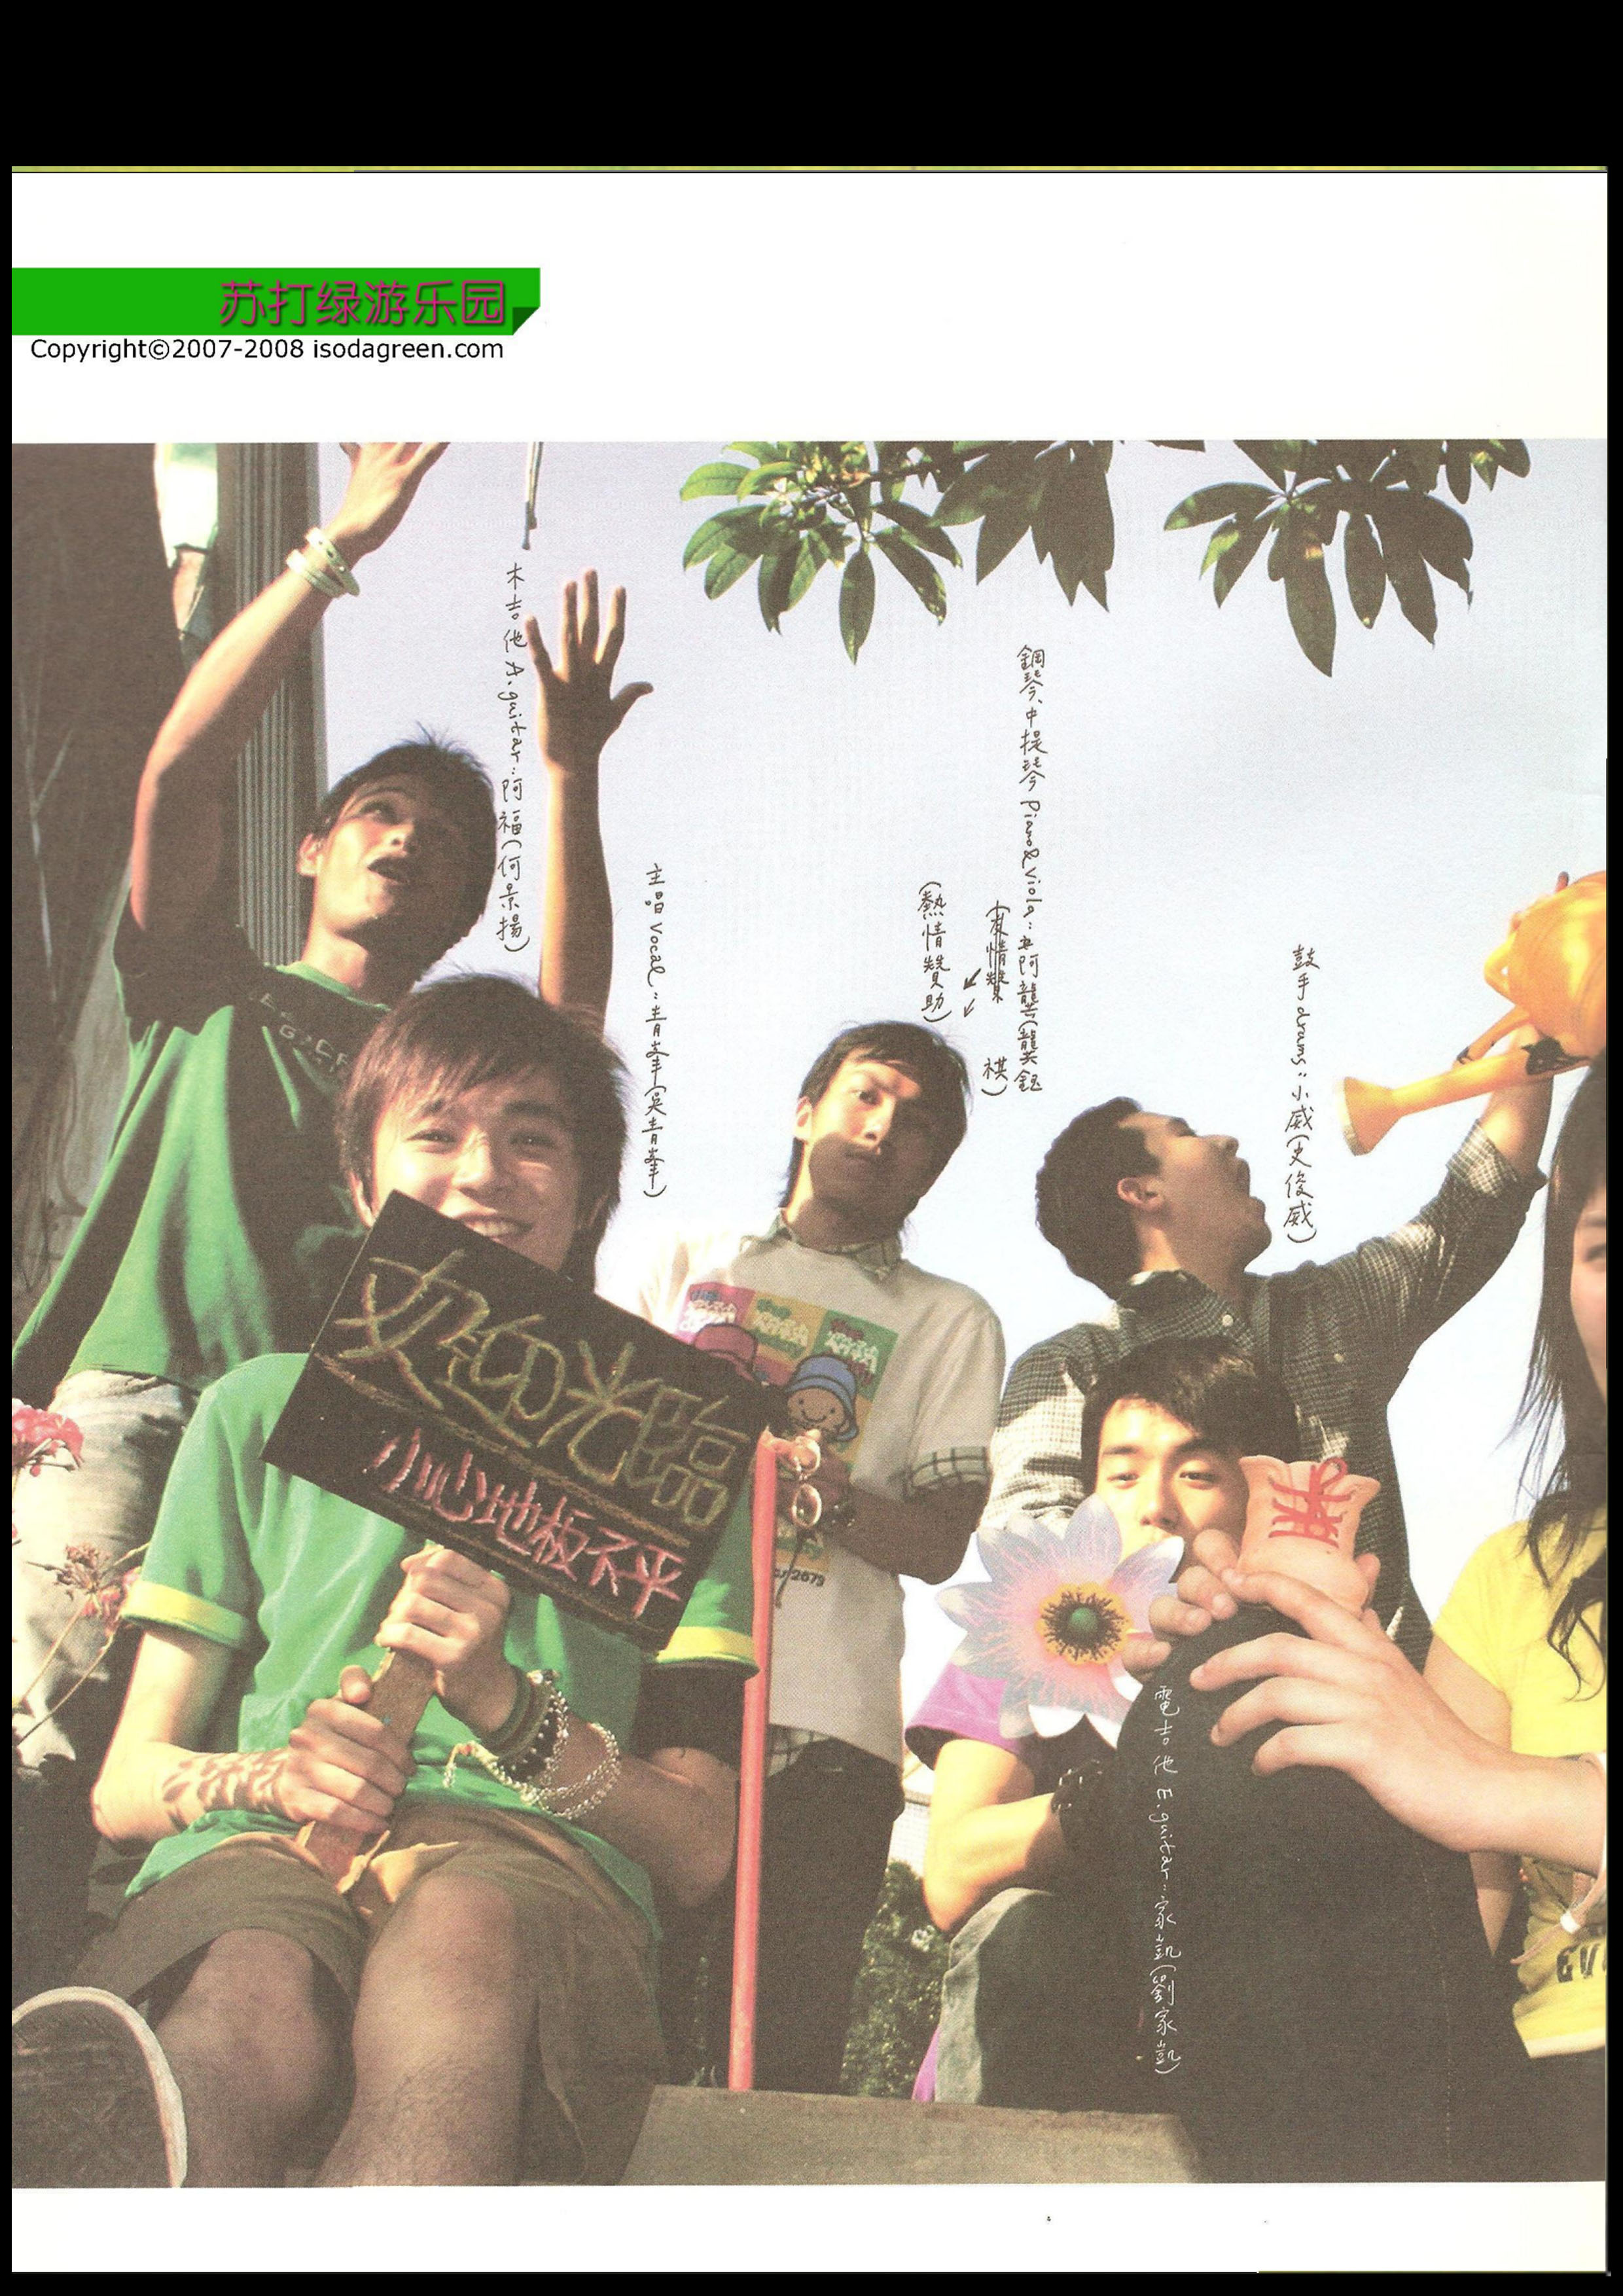 苏打绿游乐园
Copyright©2007-2008 isodagreen.com
木吉他 A.guitar:阿福(何景揚)
主唱 Vocal:青峯(吳青峯)
(熱情贊助)
鋼琴、中提琴 Piano&Viola:阿龔(龔鈺
祺)
鼓手 drums:小威(史俊威)
歡迎光臨
小心地板不平
2679
電吉他 E.guitar:家凱(劉家凱)